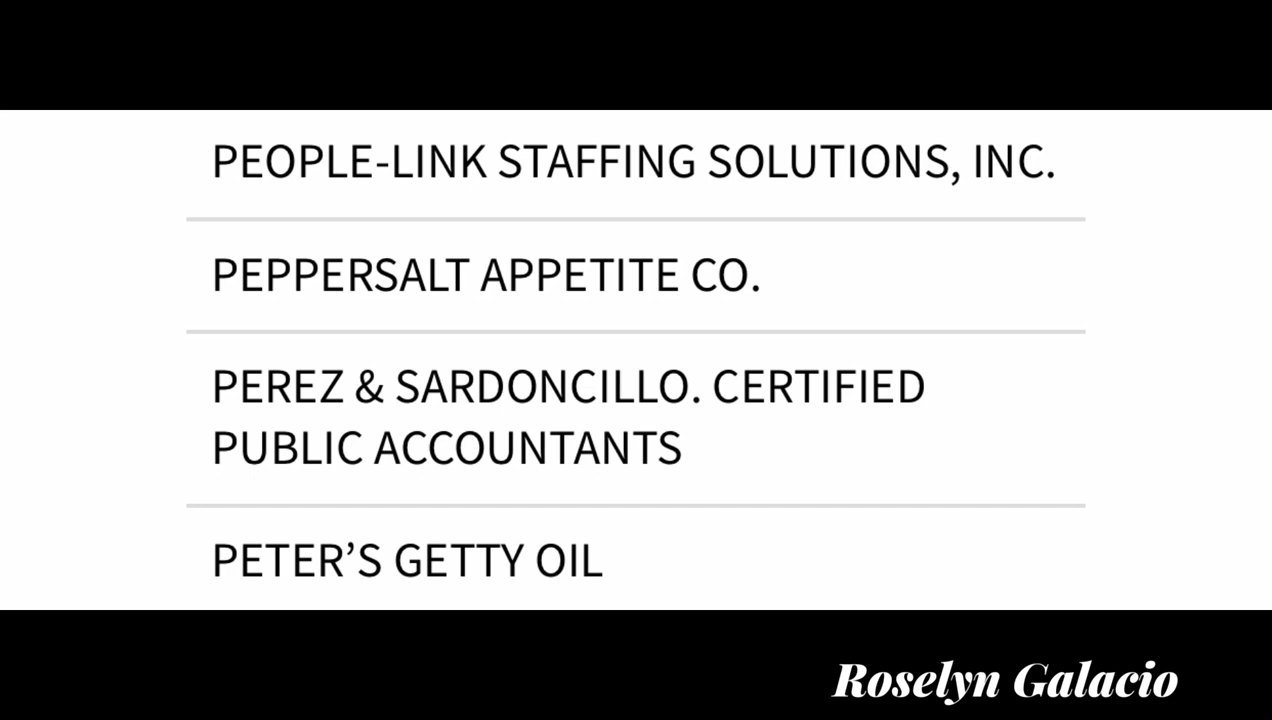 PEOPLE-LINK STAFFING SOLUTIONS, INC.
PEPPERSALT APPETITE CO.
PEREZ & SARDONCILLO. CERTIFIED
PUBLIC ACCOUNTANTS
PETER’S GETTY OIL
Roselyn Galacio